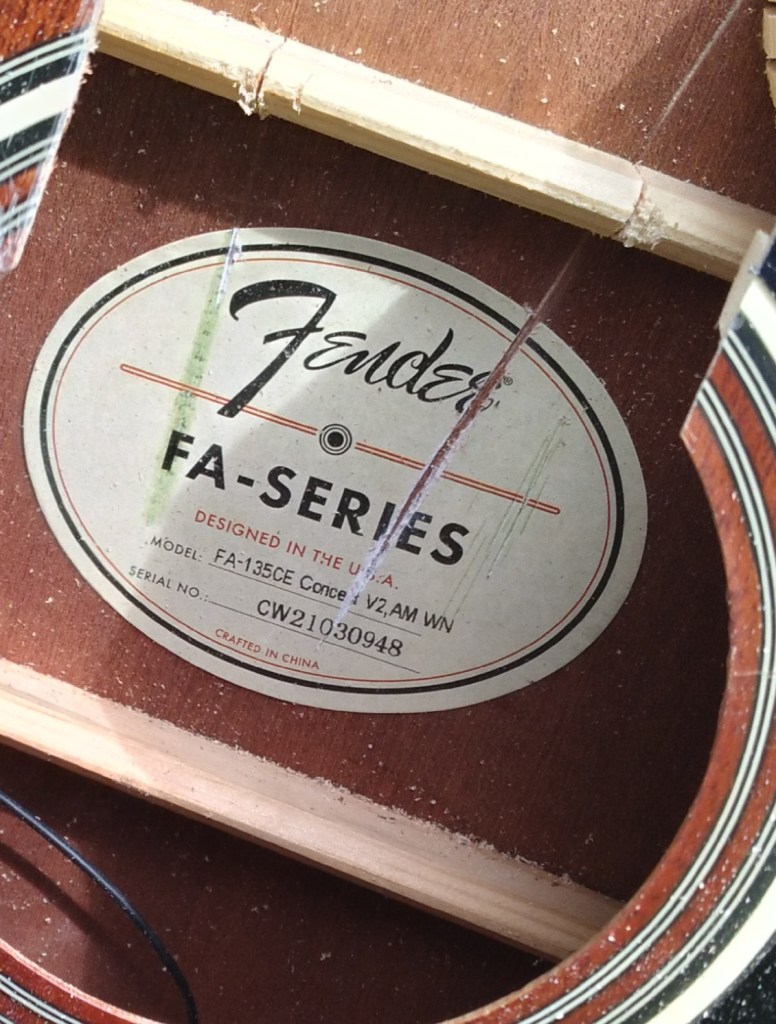 Fender®
FA-SERIES
DESIGNED IN THE U.S.A.
MODEL: FA-135CE Concert V2,AM WN
SERIAL NO.: CW21030948
CRAFTED IN CHINA